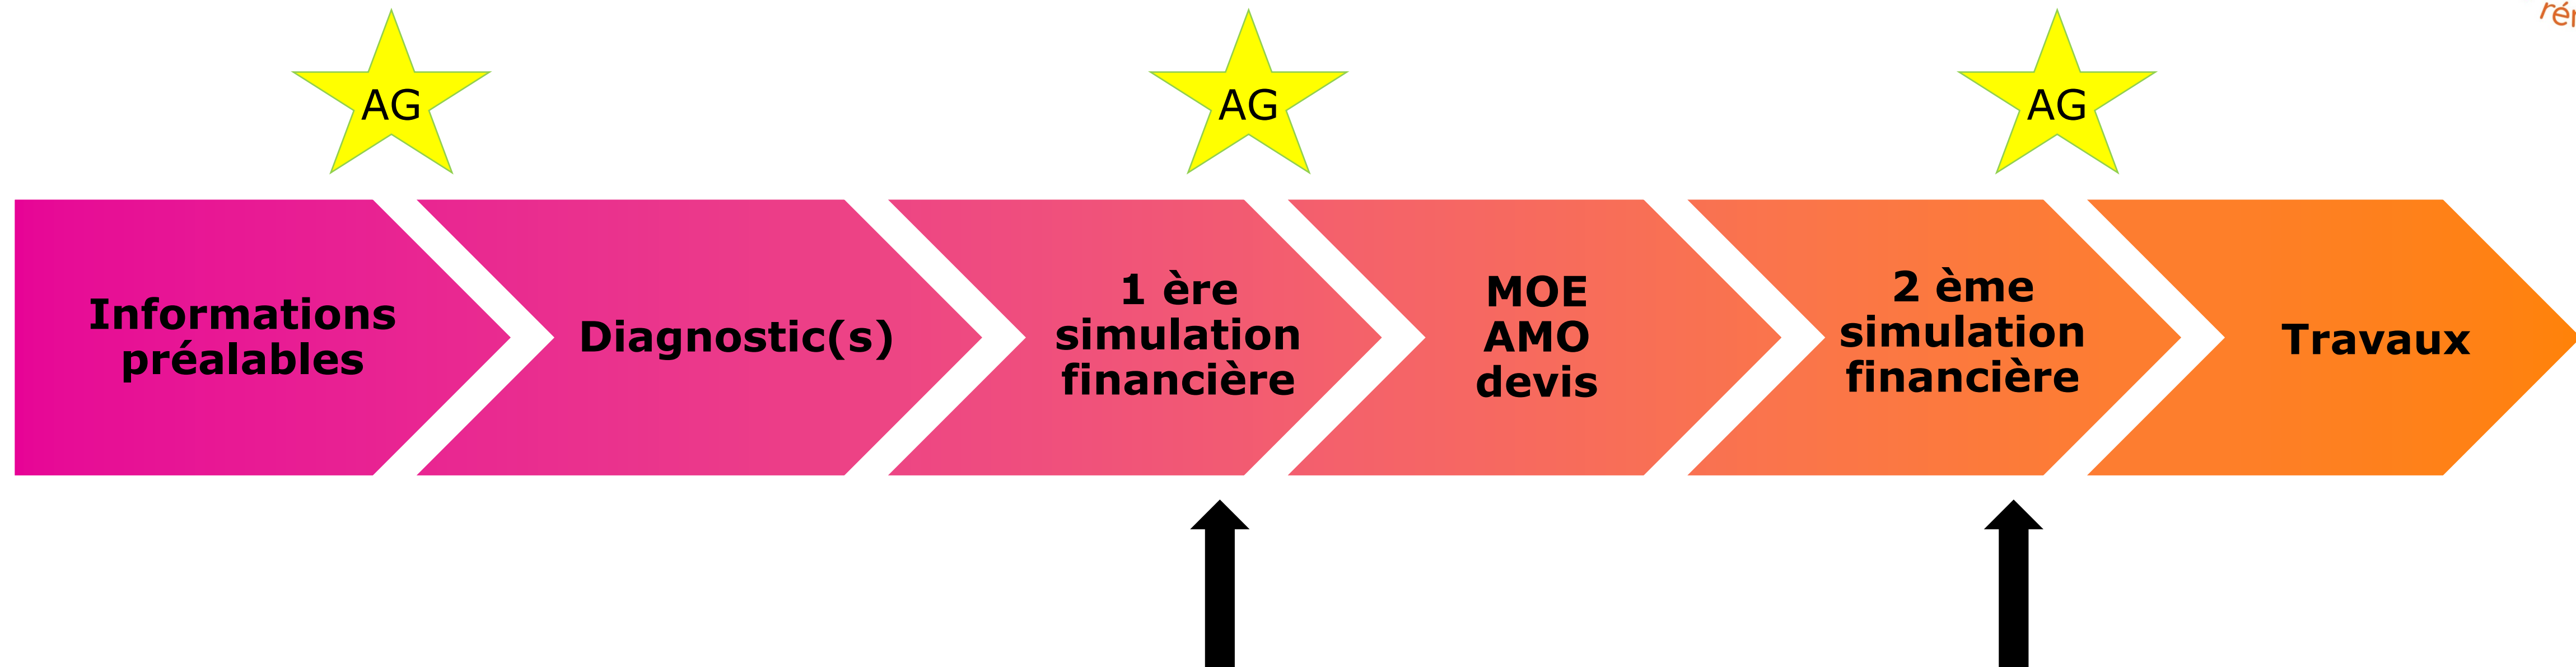 AG
AG
AG
Informations
préalables
Diagnostic(s)
1 ère
simulation
financière
MOE
AMO
devis
2 ème
simulation
financière
Travaux